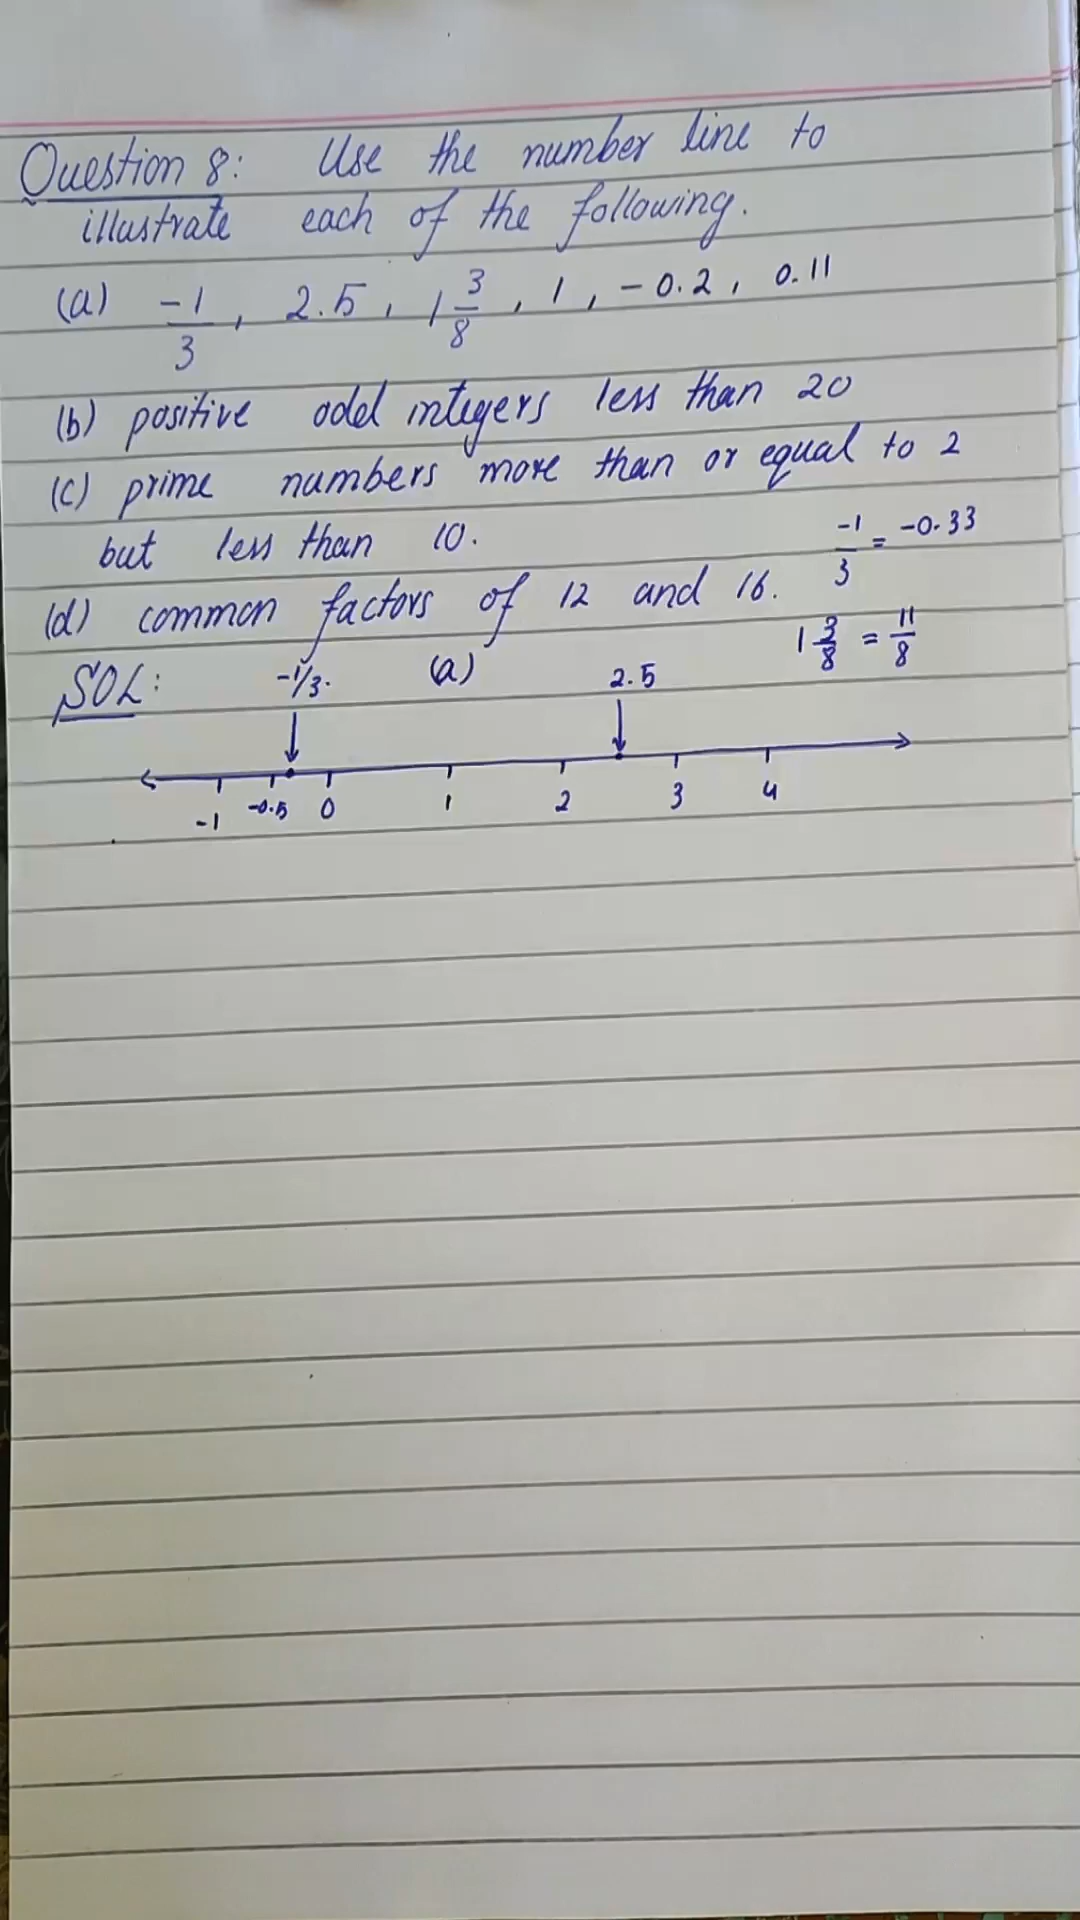 Question 8: Use the number line to
illustrate each of the following.
(a) -1/3, 2.5, 1 3/8, 1, -0.2, 0.11
(b) positive odd integers less than 20
(c) prime numbers more than or equal to 2
but less than 10.
-1/3 = -0.33
(d) common factors of 12 and 16.
1 3/8 = 11/8
SOL: -1/3. (a) 2.5
-1 -0.5 0 1 2 3 4